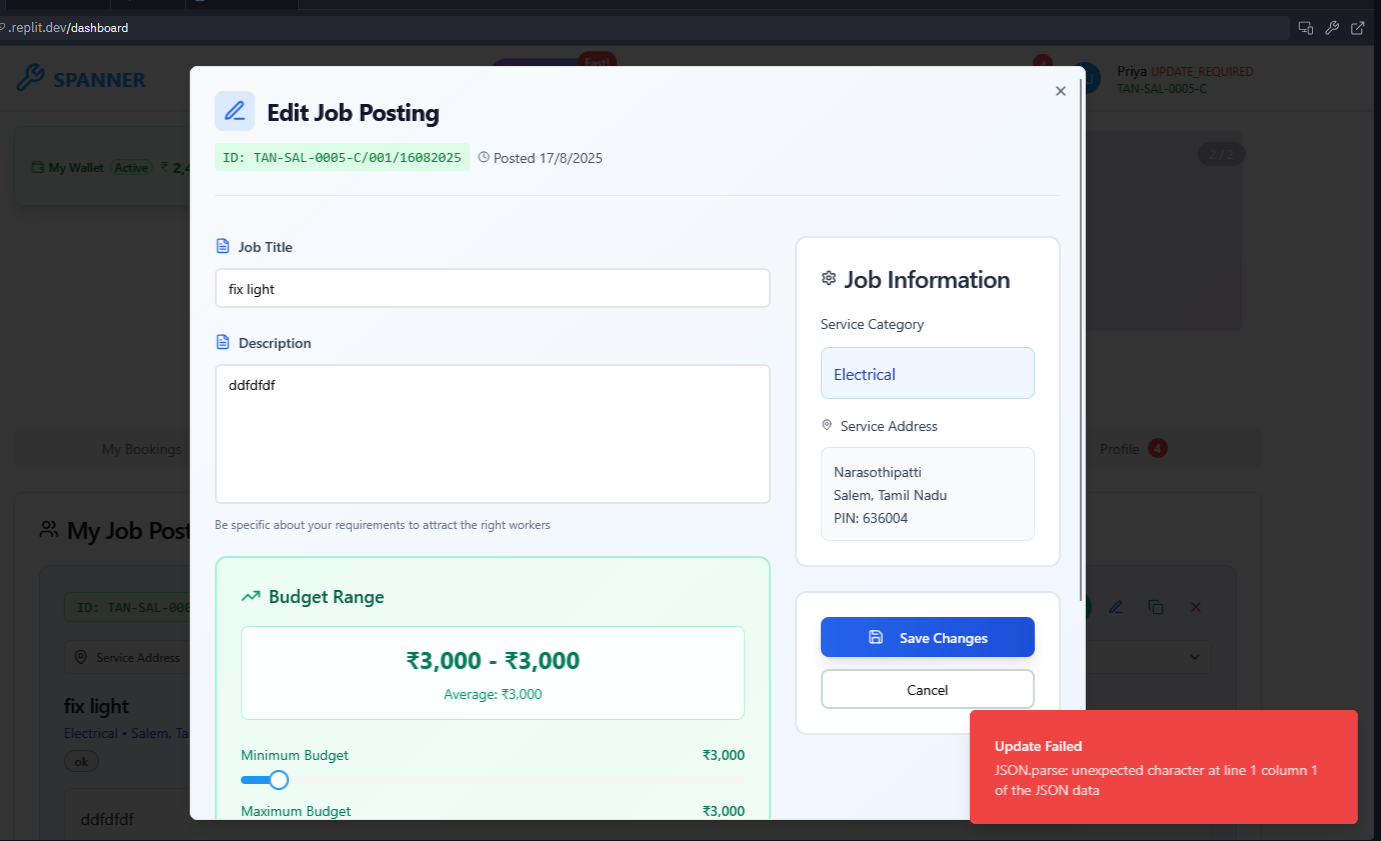 .replit.dev/dashboard
SPANNER
Fast!
Priya UPDATE_REQUIRED
TAN-SAL-0005-C
My Wallet Active ₹ 2,4
2 / 2
Edit Job Posting
ID: TAN-SAL-0005-C/001/16082025 Posted 17/8/2025
Job Title
fix light
Description
ddfdfdf
Be specific about your requirements to attract the right workers
Budget Range
₹3,000 - ₹3,000
Average: ₹3,000
Minimum Budget ₹3,000
Maximum Budget ₹3,000
Job Information
Service Category
Electrical
Service Address
Narasothipatti
Salem, Tamil Nadu
PIN: 636004
Save Changes
Cancel
My Bookings
Profile 4
My Job Post
ID: TAN-SAL-000
Service Address
fix light
Electrical • Salem, Ta
ok
ddfdfdf
Update Failed
JSON.parse: unexpected character at line 1 column 1
of the JSON data